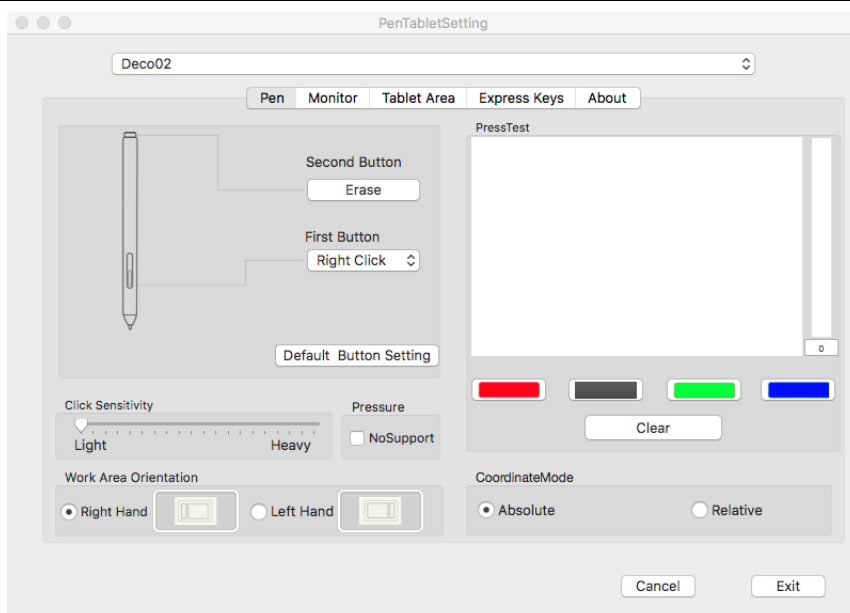 PenTabletSetting
Deco02
Pen Monitor Tablet Area Express Keys About
Second Button
Erase
First Button
Right Click
Default Button Setting
PressTest
0
Clear
Click Sensitivity
Light Heavy
Pressure
NoSupport
Work Area Orientation
Right Hand Left Hand
CoordinateMode
Absolute Relative
Cancel Exit